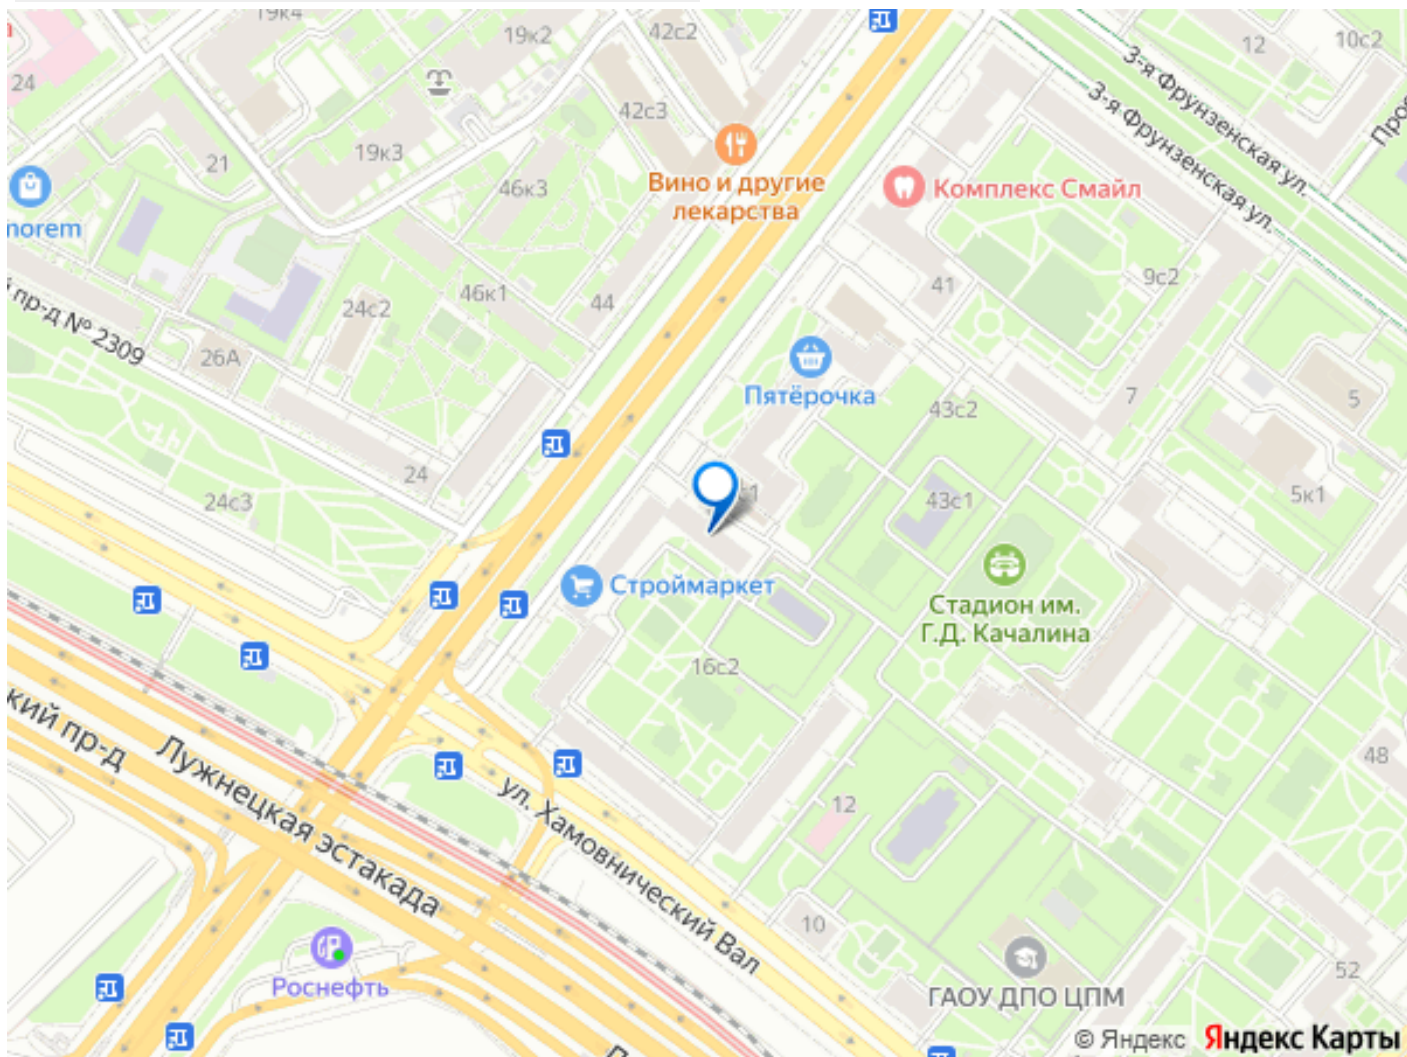 19к4
19к2
42с2
12
10с2
24
42с3
3-я Фрунзенская ул.
3-я Фрунзенская ул.
21
19к3
46к3
Вино и другие
лекарства
Комплекс Смайл
morem
9с2
41
46к1
44
24с2
пр-д № 2309
26А
Пятёрочка
43с2
7
5
24
24с3
43с1
5к1
Строймаркет
Стадион им.
Г.Д. Качалина
16с2
кий пр-д
Лужнецкая эстакада
ул. Хамовнический Вал
48
12
10
Роснефть
52
ГАОУ ДПО ЦПМ
© Яндекс Яндекс Карты